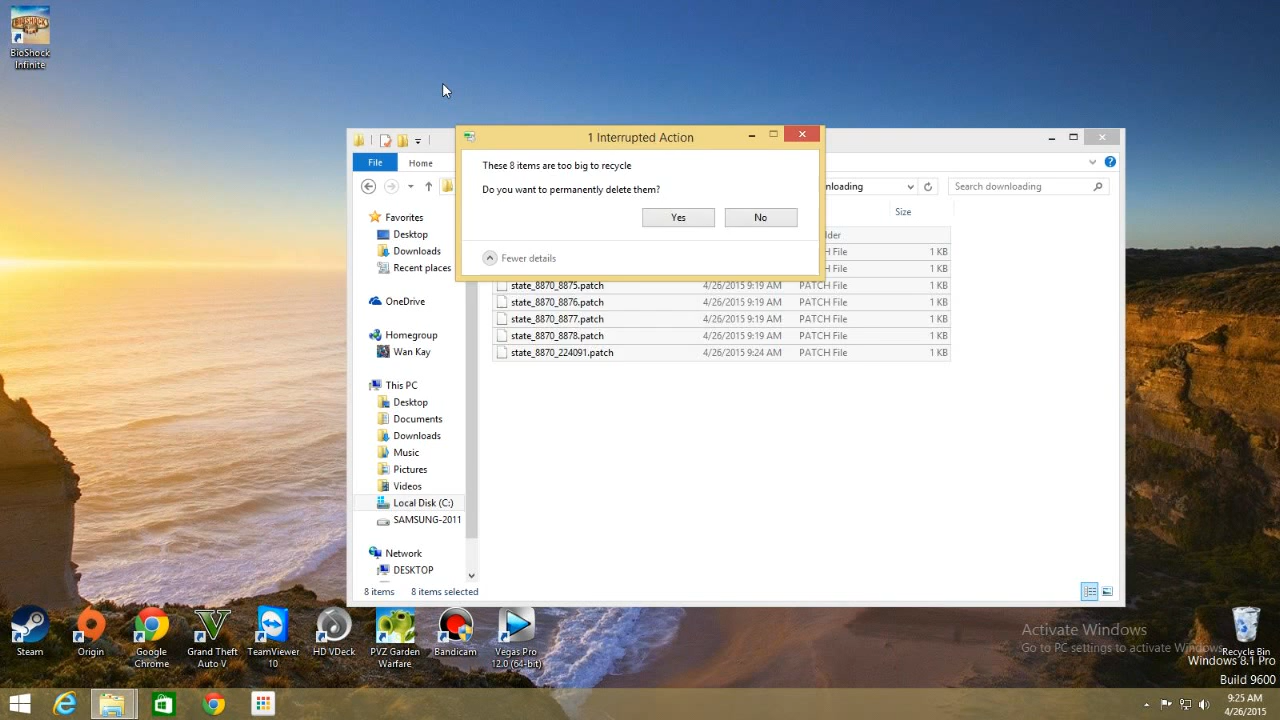 BioShock
Infinite
1 Interrupted Action
These 8 items are too big to recycle
Do you want to permanently delete them?
Yes
No
Fewer details
File
Home
nloading
Search downloading
Size
lder
H File 1 KB
H File 1 KB
state_8870_8875.patch 4/26/2015 9:19 AM PATCH File 1 KB
state_8870_8876.patch 4/26/2015 9:19 AM PATCH File 1 KB
state_8870_8877.patch 4/26/2015 9:19 AM PATCH File 1 KB
state_8870_8878.patch 4/26/2015 9:19 AM PATCH File 1 KB
state_8870_224091.patch 4/26/2015 9:24 AM PATCH File 1 KB
Favorites
Desktop
Downloads
Recent places
OneDrive
Homegroup
Wan Kay
This PC
Desktop
Documents
Downloads
Music
Pictures
Videos
Local Disk (C:)
SAMSUNG-2011
Network
DESKTOP
8 items 8 items selected
Steam
Origin
Google
Chrome
Grand Theft
Auto V
TeamViewer
10
HD VDeck
PVZ Garden
Warfare
Bandicam
Vegas Pro
12.0 (64-bit)
Activate Windows
Go to PC settings to activate Windows.
Recycle Bin
Windows 8.1 Pro
Build 9600
9:25 AM
4/26/2015